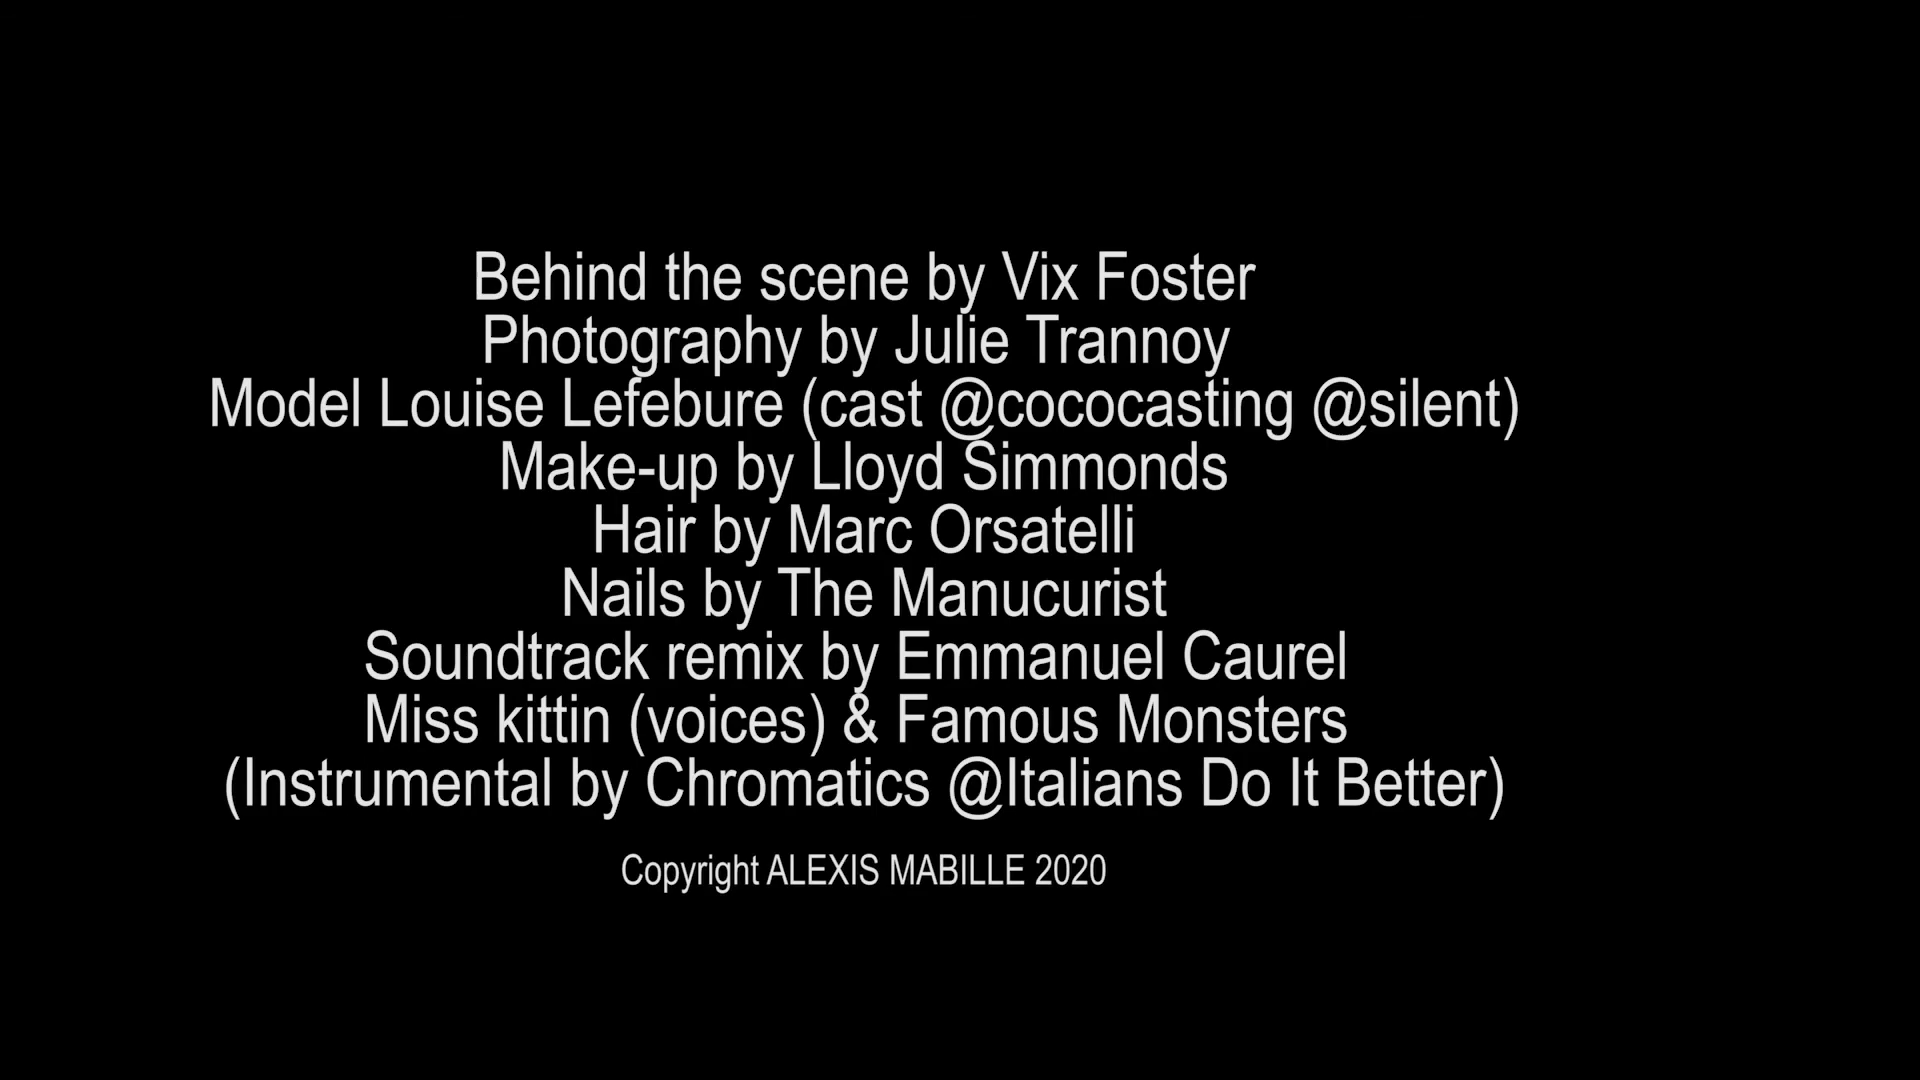 Behind the scene by Vix Foster
Photography by Julie Trannoy
Model Louise Lefebure (cast @cococasting @silent)
Make-up by Lloyd Simmonds
Hair by Marc Orsatelli
Nails by The Manucurist
Soundtrack remix by Emmanuel Caurel
Miss kittin (voices) & Famous Monsters
(Instrumental by Chromatics @Italians Do It Better)
Copyright ALEXIS MABILLE 2020